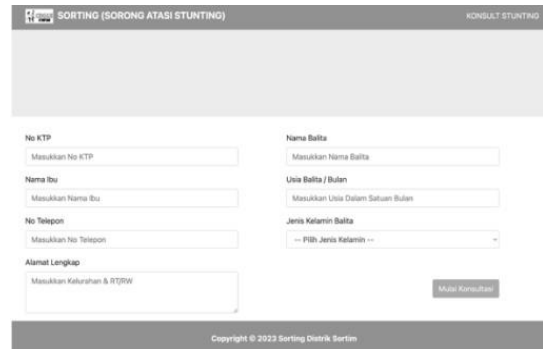 SORTING (SORONG ATASI STUNTING)
KONSULT STUNTING
No KTP
Masukkan No KTP
Nama Ibu
Masukkan Nama Ibu
No Telepon
Masukkan No Telepon
Alamat Lengkap
Masukkan Kelurahan & RT/RW
Nama Balita
Masukkan Nama Balita
Usia Balita / Bulan
Masukkan Usia Dalam Satuan Bulan
Jenis Kelamin Balita
-- Pilih Jenis Kelamin --
Mulai Konsultasi
Copyright © 2023 Sorting Distrik Sortim